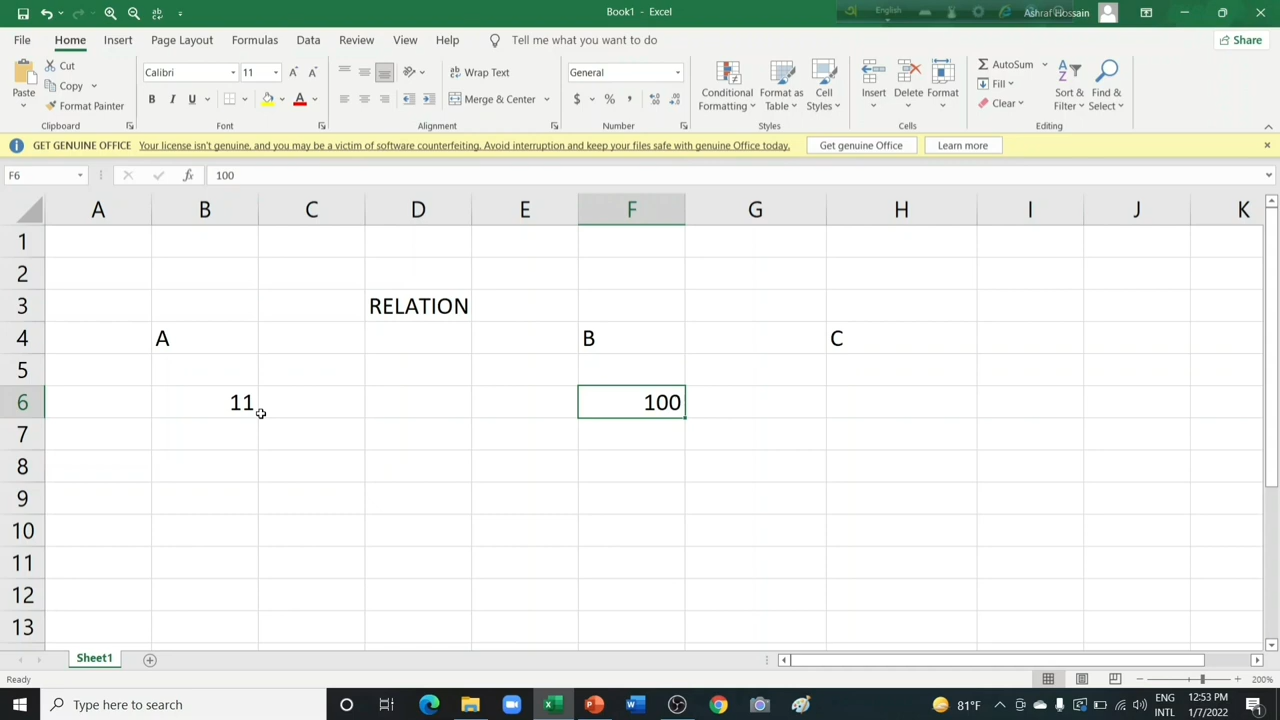 Book1 - Excel
English
Ashraf Hossain
File Home Insert Page Layout Formulas Data Review View Help Tell me what you want to do Share
Paste Cut Copy Format Painter Clipboard
Calibri 11 B I U A Font
Wrap Text Merge & Center Alignment
General $ % , Number
Conditional Formatting Format as Table Cell Styles Styles
Insert Delete Format Cells
AutoSum Fill Clear Sort & Filter Find & Select Editing
GET GENUINE OFFICE Your license isn't genuine, and you may be a victim of software counterfeiting. Avoid interruption and keep your files safe with genuine Office today. Get genuine Office Learn more
F6 fx 100
A B C D E F G H I J K
1
2
3 RELATION
4 A B C
5
6 11 100
7
8
9
10
11
12
13
Sheet1
Ready 200%
Type here to search 81°F ENG INTL 12:53 PM 1/7/2022 1